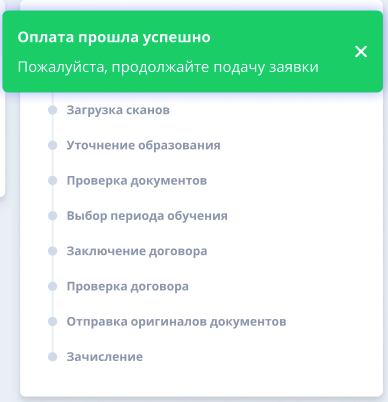 Оплата прошла успешно
Пожалуйста, продолжайте подачу заявки
Загрузка сканов
Уточнение образования
Проверка документов
Выбор периода обучения
Заключение договора
Проверка договора
Отправка оригиналов документов
Зачисление